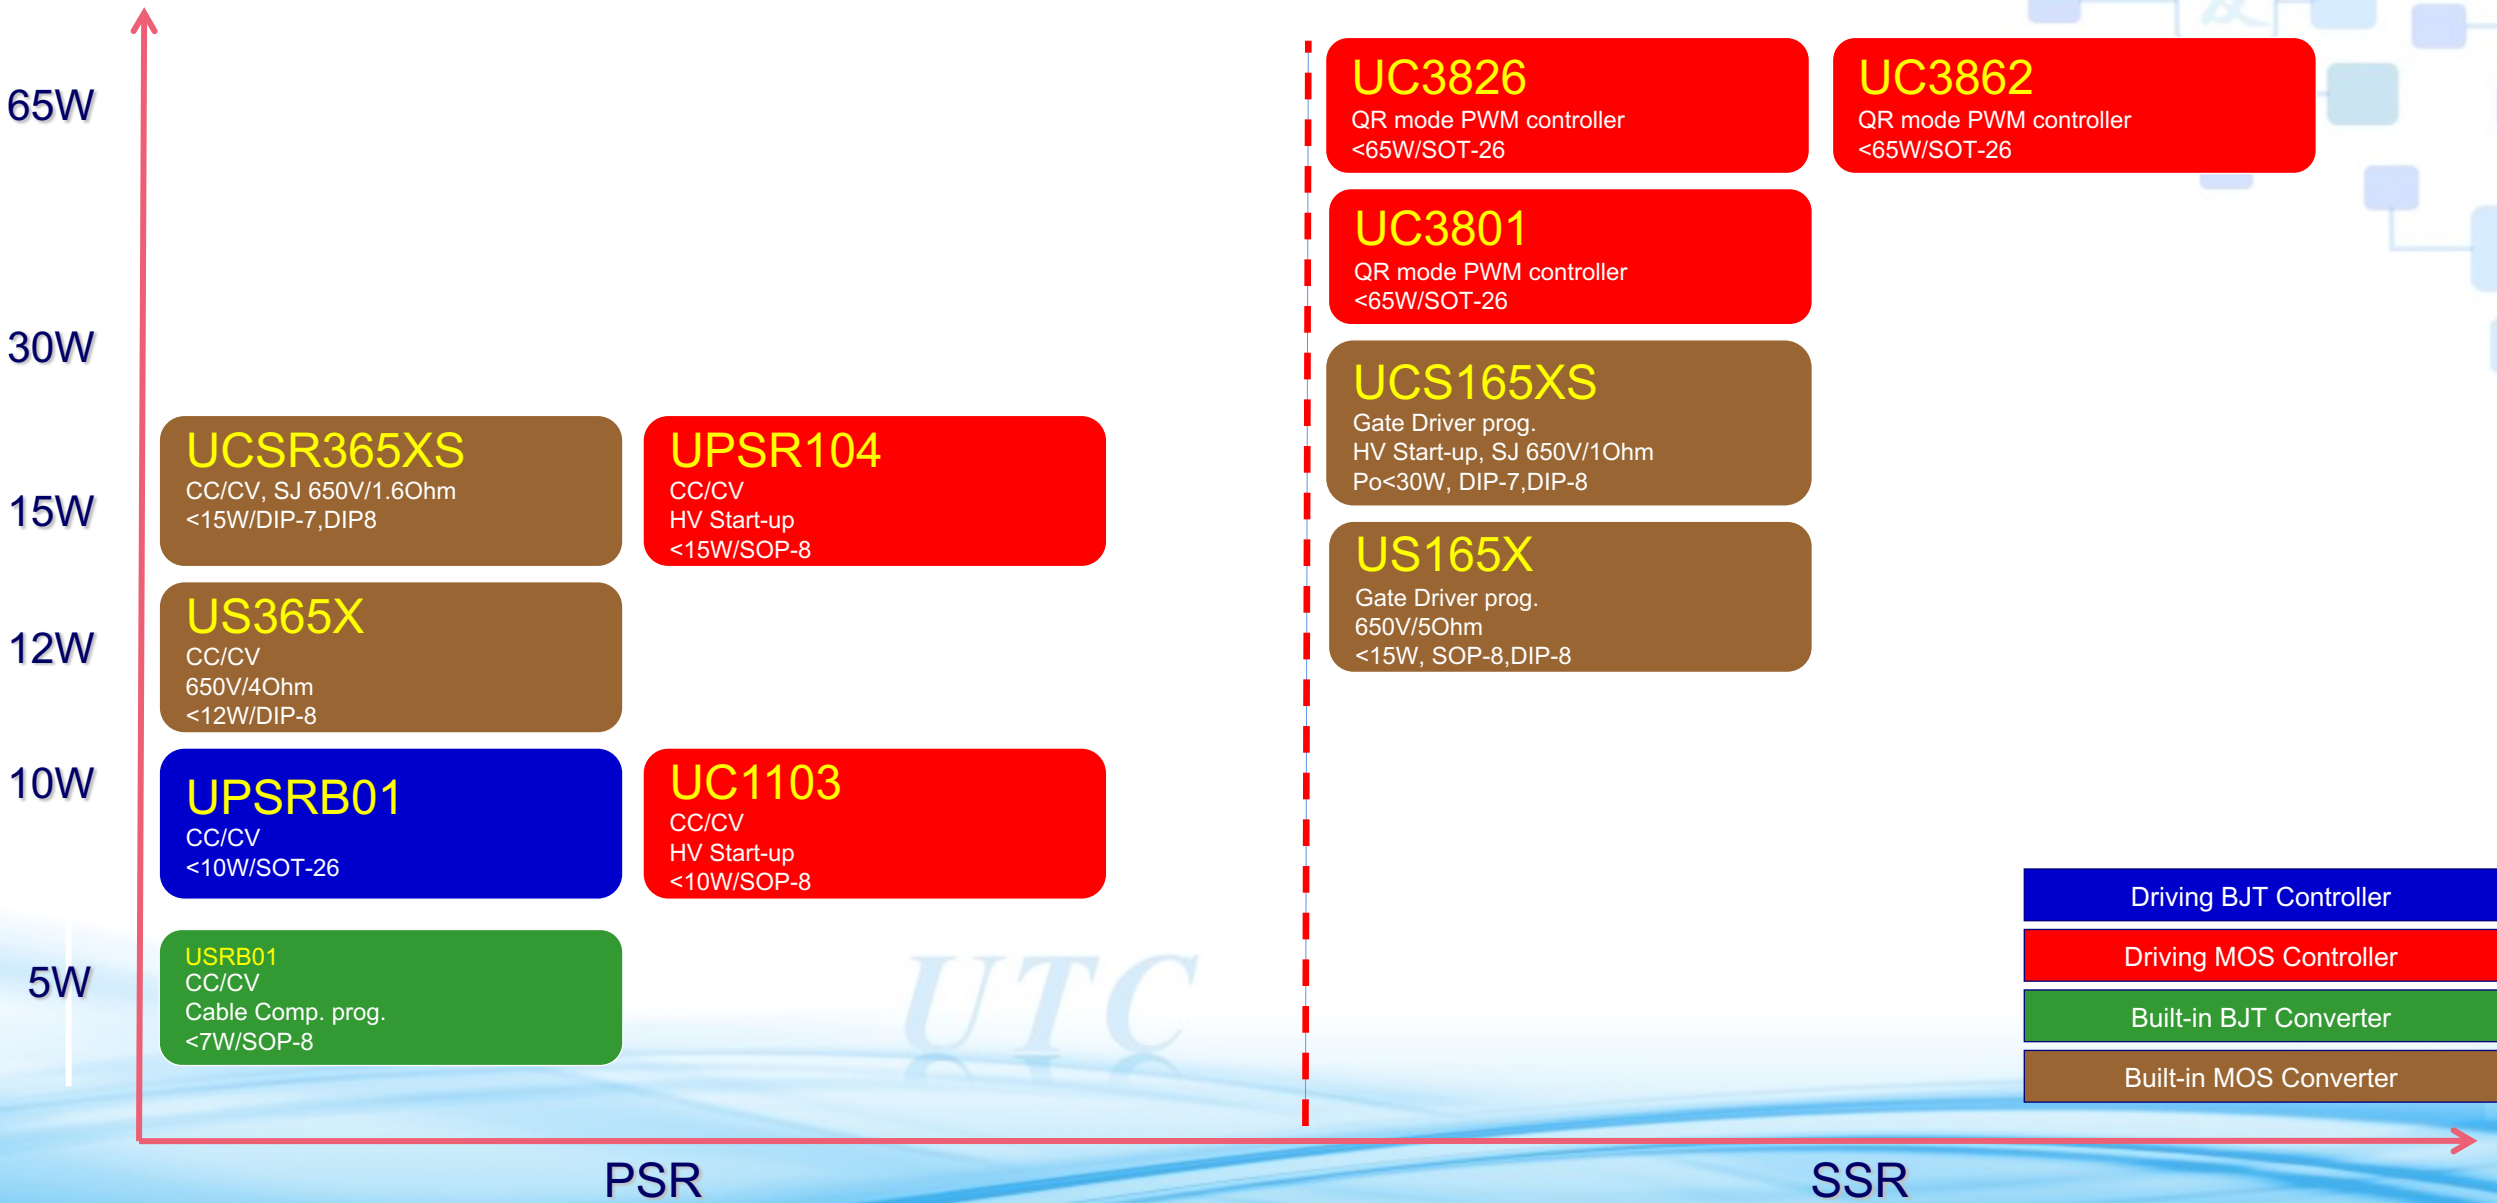 65W
30W
15W
12W
10W
5W
UCSR365XS
CC/CV, SJ 650V/1.6Ohm
<15W/DIP-7,DIP8
UPSR104
CC/CV
HV Start-up
<15W/SOP-8
US365X
CC/CV
650V/4Ohm
<12W/DIP-8
UPSRB01
CC/CV
<10W/SOT-26
UC1103
CC/CV
HV Start-up
<10W/SOP-8
USRB01
CC/CV
Cable Comp. prog.
<7W/SOP-8
UC3826
QR mode PWM controller
<65W/SOT-26
UC3862
QR mode PWM controller
<65W/SOT-26
UC3801
QR mode PWM controller
<65W/SOT-26
UCS165XS
Gate Driver prog.
HV Start-up, SJ 650V/1Ohm
Po<30W, DIP-7,DIP-8
US165X
Gate Driver prog.
650V/5Ohm
<15W, SOP-8,DIP-8
Driving BJT Controller
Driving MOS Controller
Built-in BJT Converter
Built-in MOS Converter
UTC
PSR
SSR